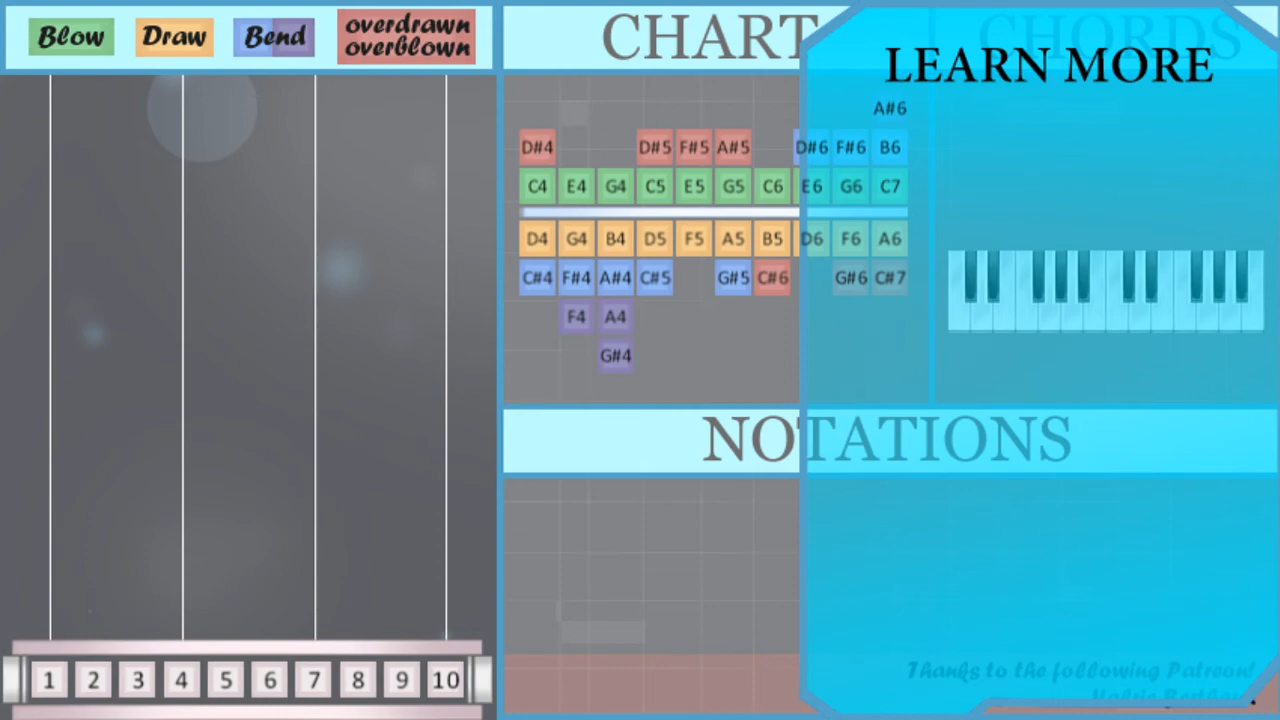 Blow Draw Bend overdrawn
overblown
CHART CHORDS
LEARN MORE
A#6
D#4 D#5 F#5 A#5 D#6 F#6 B6
C4 E4 G4 C5 E5 G5 C6 E6 G6 C7
D4 G4 B4 D5 F5 A5 B5 D6 F6 A6
C#4 F#4 A#4 C#5 G#5 C#6 G#6 C#7
F4 A4
G#4
NOTATIONS
Thanks to the following Patreon!
1 2 3 4 5 6 7 8 9 10